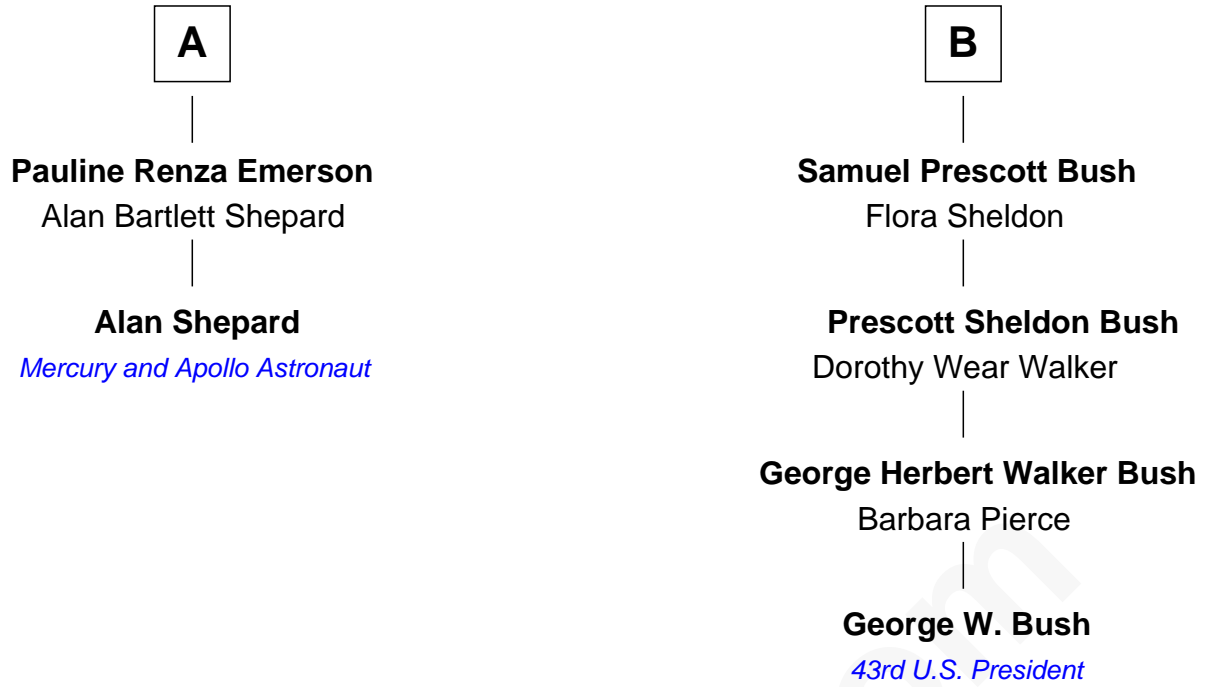 A
Pauline Renza Emerson
Alan Bartlett Shepard
Alan Shepard
Mercury and Apollo Astronaut
B
Samuel Prescott Bush
Flora Sheldon
Prescott Sheldon Bush
Dorothy Wear Walker
George Herbert Walker Bush
Barbara Pierce
George W. Bush
43rd U.S. President